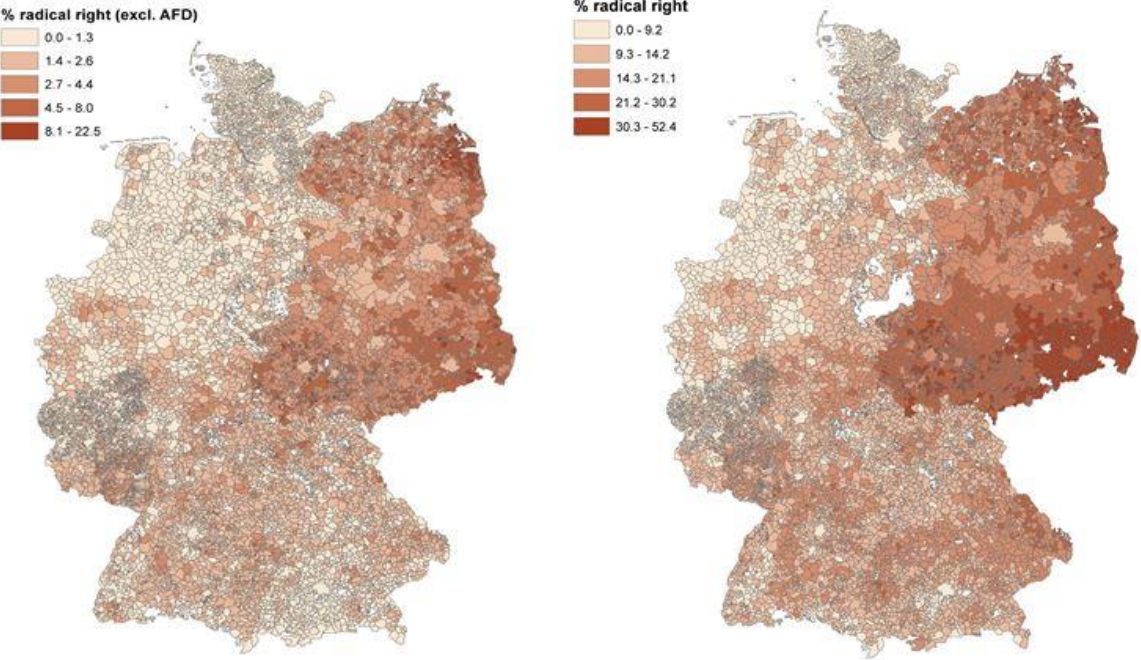 % radical right (excl. AFD)
0.0 - 1.3
1.4 - 2.6
2.7 - 4.4
4.5 - 8.0
8.1 - 22.5
% radical right
0.0 - 9.2
9.3 - 14.2
14.3 - 21.1
21.2 - 30.2
30.3 - 52.4